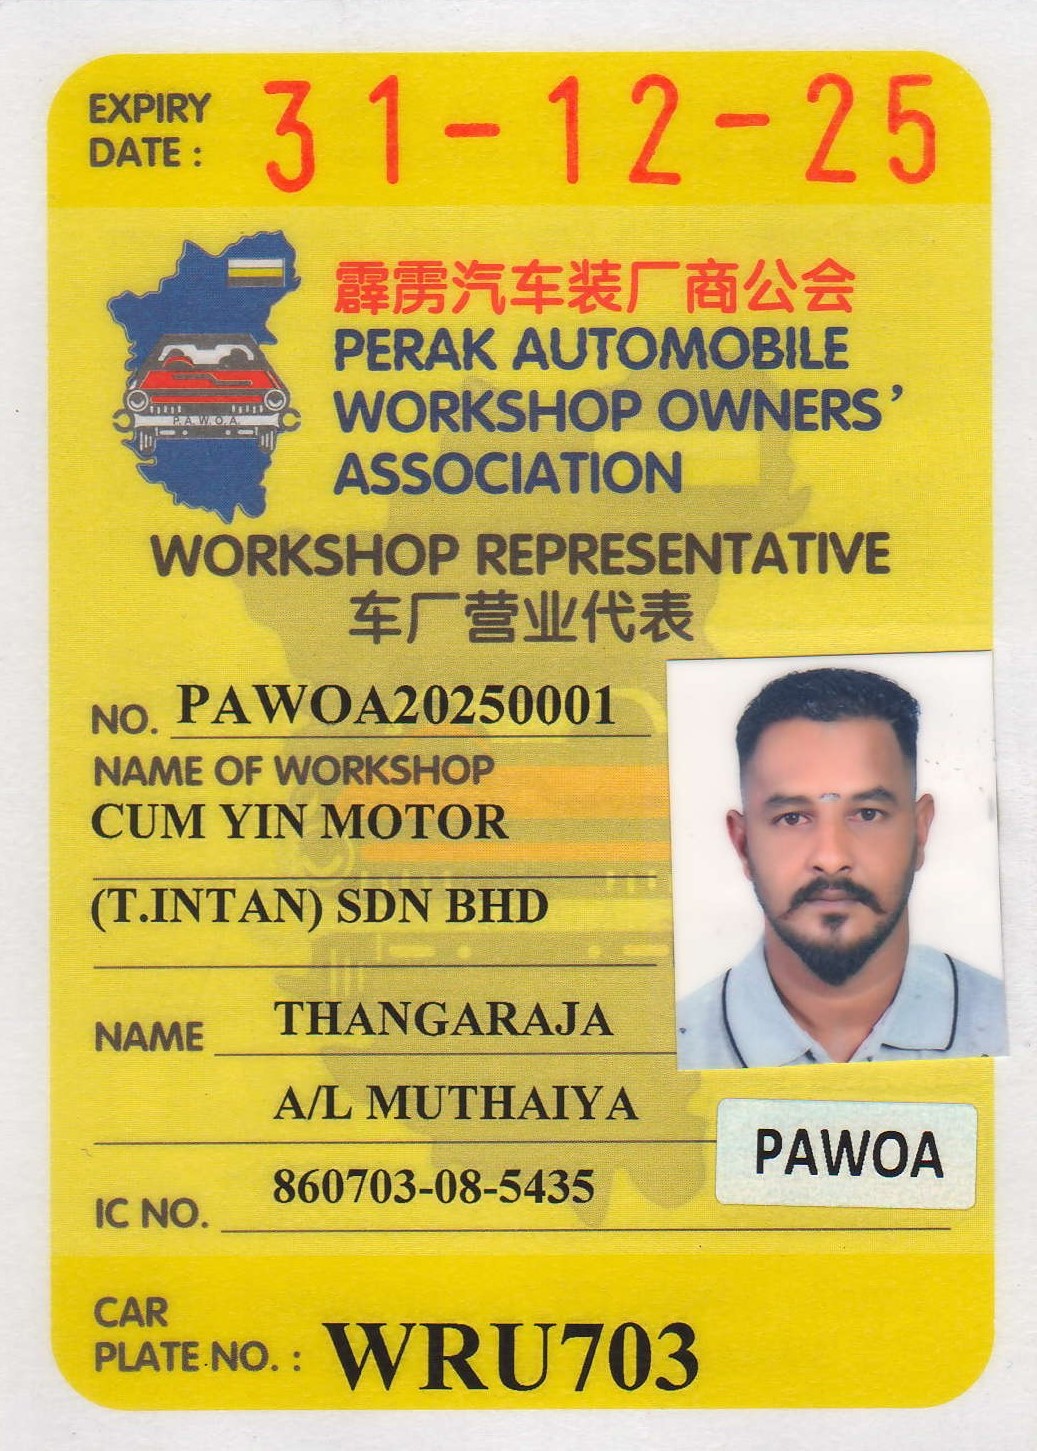 EXPIRY
DATE :
31-12-25
霹雳汽车装厂商公会
PERAK AUTOMOBILE
WORKSHOP OWNERS'
ASSOCIATION
P.A.W.O.A.
WORKSHOP REPRESENTATIVE
车厂营业代表
NO. PAWOA20250001
NAME OF WORKSHOP
CUM YIN MOTOR
(T.INTAN) SDN BHD
NAME THANGARAJA
A/L MUTHAIYA
PAWOA
IC NO. 860703-08-5435
CAR
PLATE NO. : WRU703